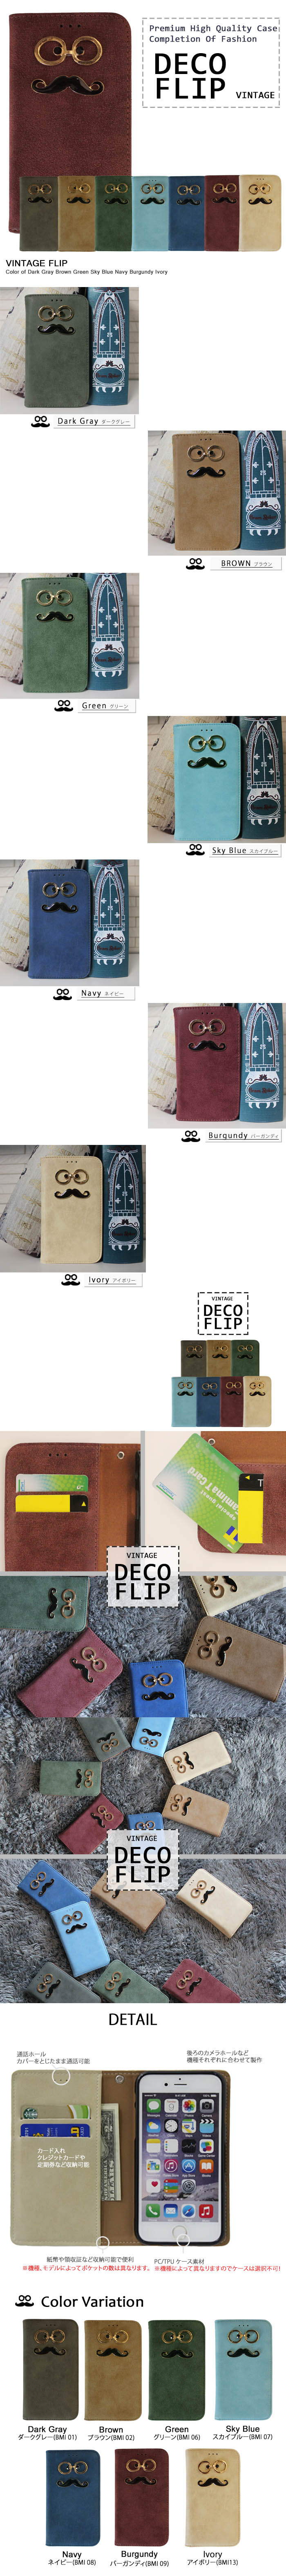 Premium High Quality Case
Completion Of Fashion
DECO
FLIP VINTAGE
VINTAGE FLIP
Color of Dark Gray Brown Green Sky Blue Navy Burgundy Ivory
Dark Gray ダークグレー
BROWN ブラウン
Green グリーン
Sky Blue スカイブルー
Navy ネイビー
Burgundy バーガンディ
Ivory アイボリー
VINTAGE
DECO
FLIP
VINTAGE
DECO
FLIP
VINTAGE
DECO
FLIP
DETAIL
通話ホール
カバーをとじたまま通話可能
後ろのカメラホールなど
機種それぞれに合わせて製作
カード入れ
クレジットカードや
定期券など収納可能
紙幣や領収証など収納可能で便利
PC/TPU ケース素材
※機種、モデルによってポケットの数は異なります。
※機種によって異なりますのでケースは選択不可!
Color Variation
Dark Gray
ダークグレー(BMI 01)
Brown
ブラウン(BMI 02)
Green
グリーン(BMI 06)
Sky Blue
スカイブルー(BMI 07)
Navy
ネイビー(BMI 08)
Burgundy
バーガンディ(BMI 09)
Ivory
アイボリー(BMI13)